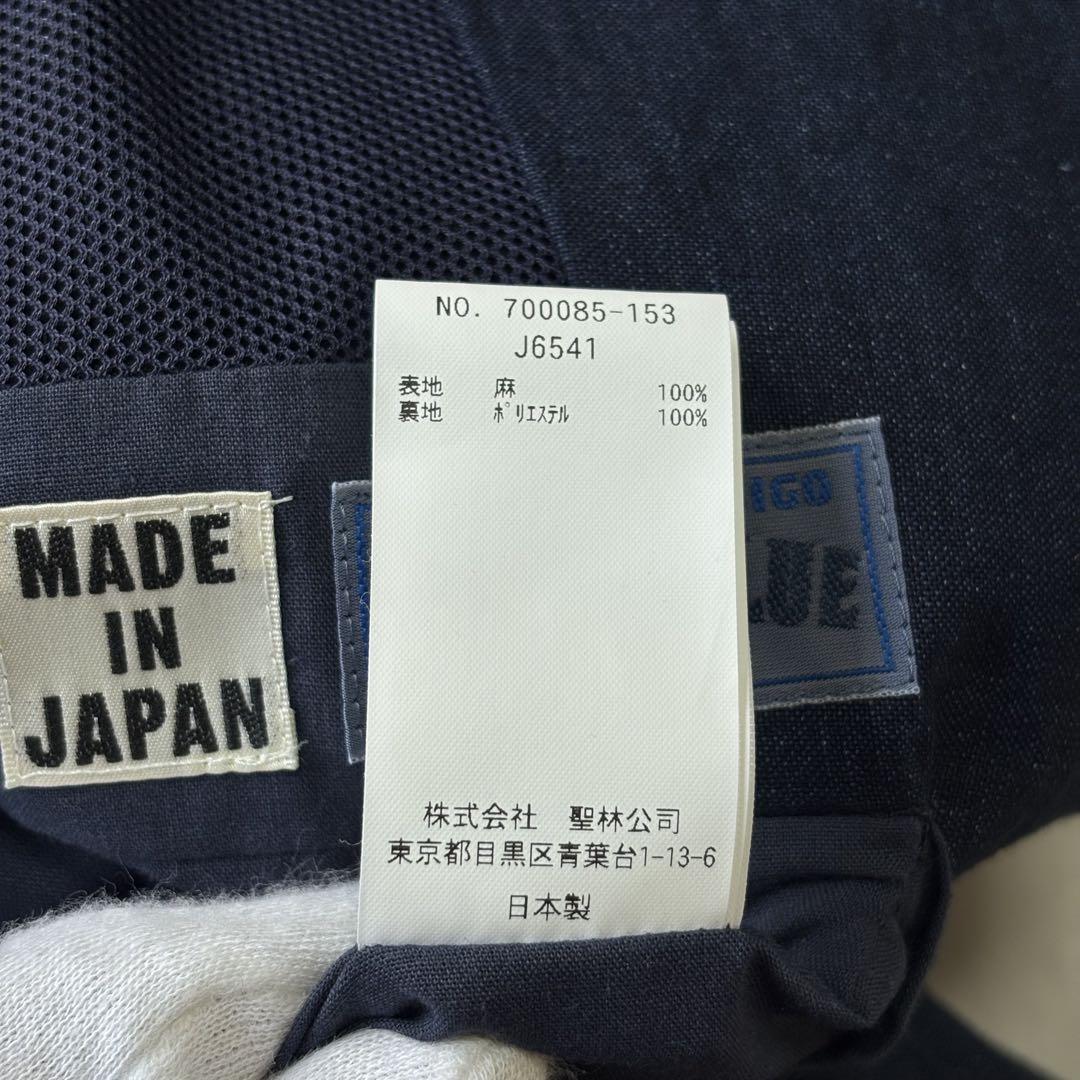 NO. 700085-153
J6541
表地 麻 100%
裏地 ﾎﾟﾘｴｽﾃﾙ 100%
MADE
IN
JAPAN
株式会社 聖林公司
東京都目黒区青葉台1-13-6
日本製